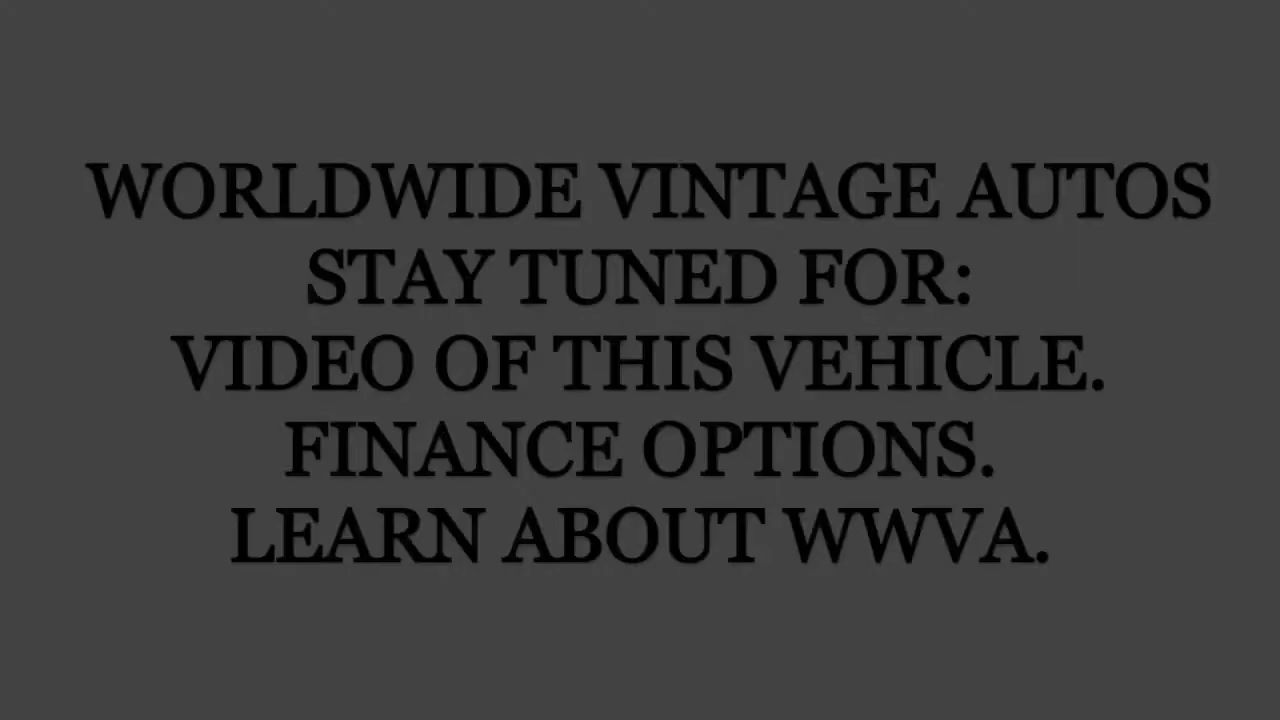 WORLDWIDE VINTAGE AUTOS
STAY TUNED FOR:
VIDEO OF THIS VEHICLE.
FINANCE OPTIONS.
LEARN ABOUT WWVA.